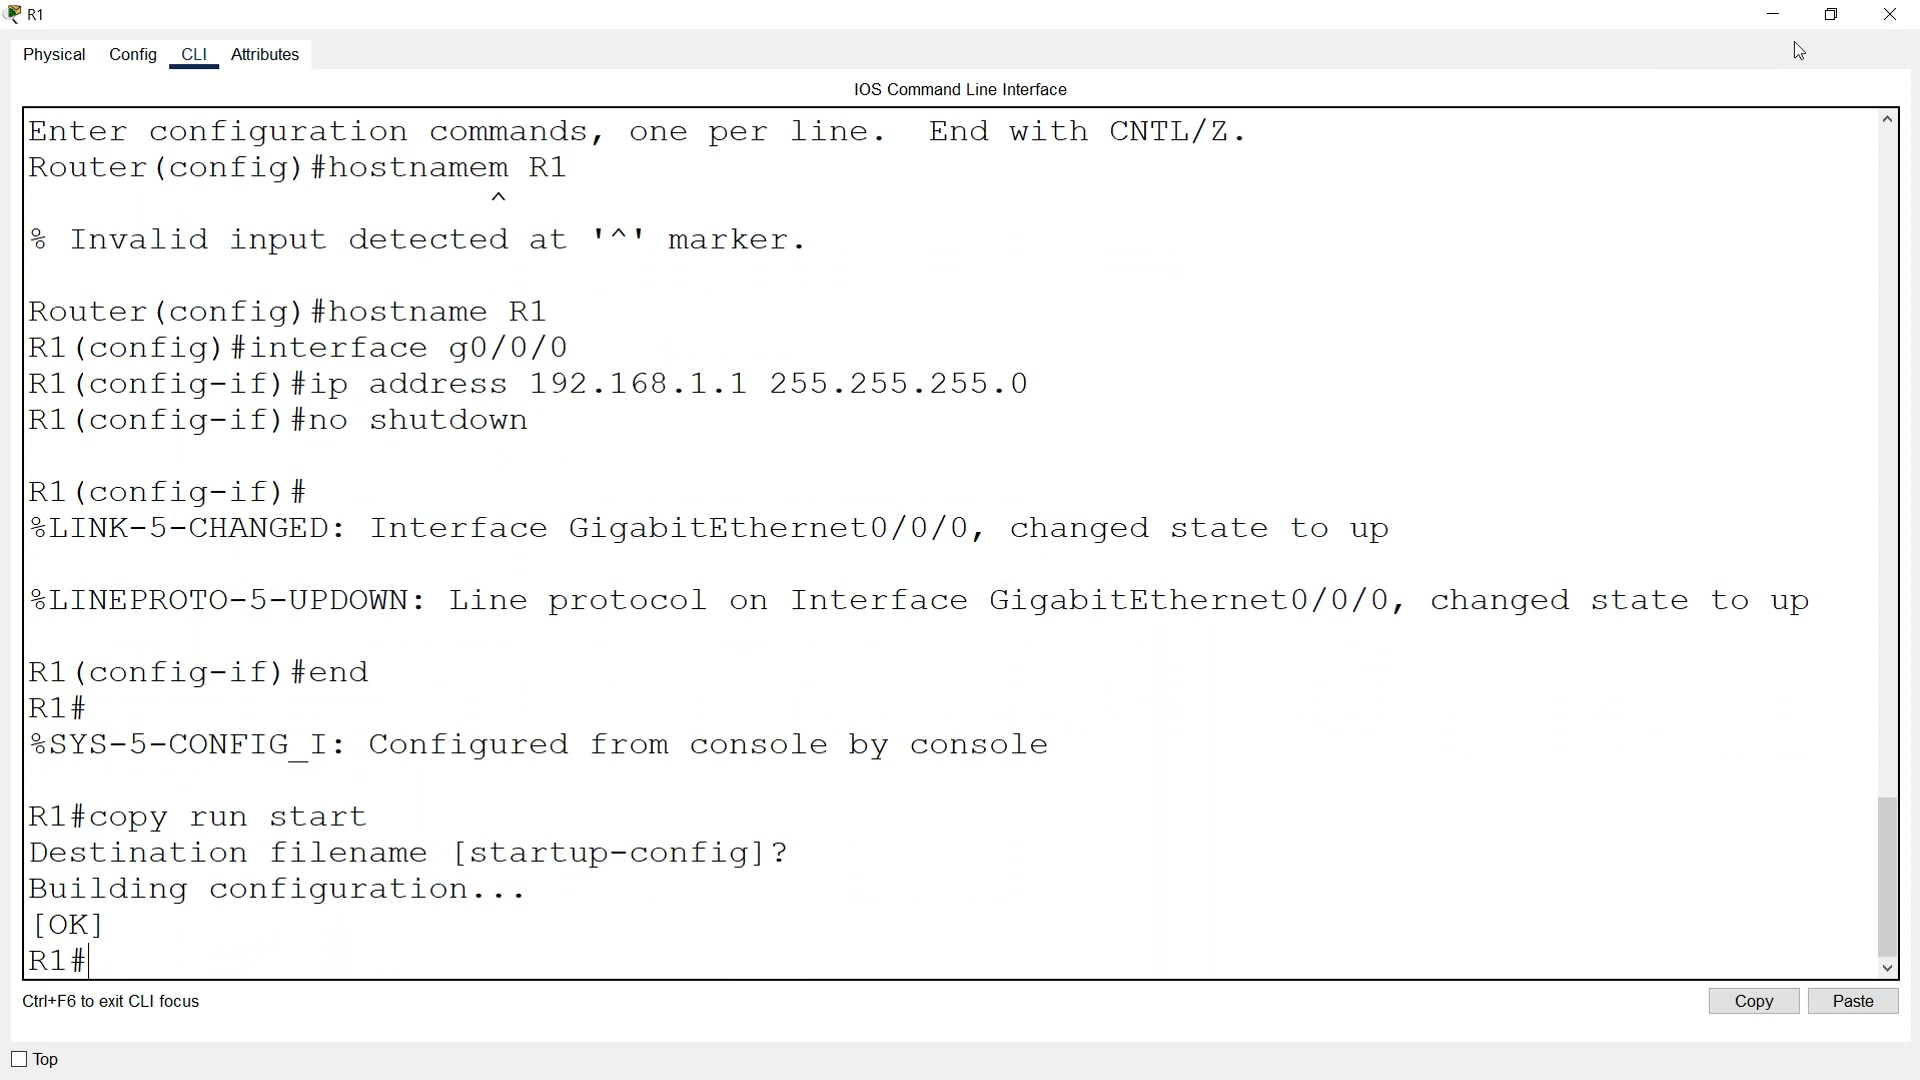 R1
Physical Config CLI Attributes
IOS Command Line Interface
Enter configuration commands, one per line.  End with CNTL/Z.
Router(config)#hostnamem R1
^
% Invalid input detected at '^' marker.
Router(config)#hostname R1
R1(config)#interface g0/0/0
R1(config-if)#ip address 192.168.1.1 255.255.255.0
R1(config-if)#no shutdown
R1(config-if)#
%LINK-5-CHANGED: Interface GigabitEthernet0/0/0, changed state to up
%LINEPROTO-5-UPDOWN: Line protocol on Interface GigabitEthernet0/0/0, changed state to up
R1(config-if)#end
R1#
%SYS-5-CONFIG_I: Configured from console by console
R1#copy run start
Destination filename [startup-config]?
Building configuration...
[OK]
R1#
Ctrl+F6 to exit CLI focus
Copy Paste
Top